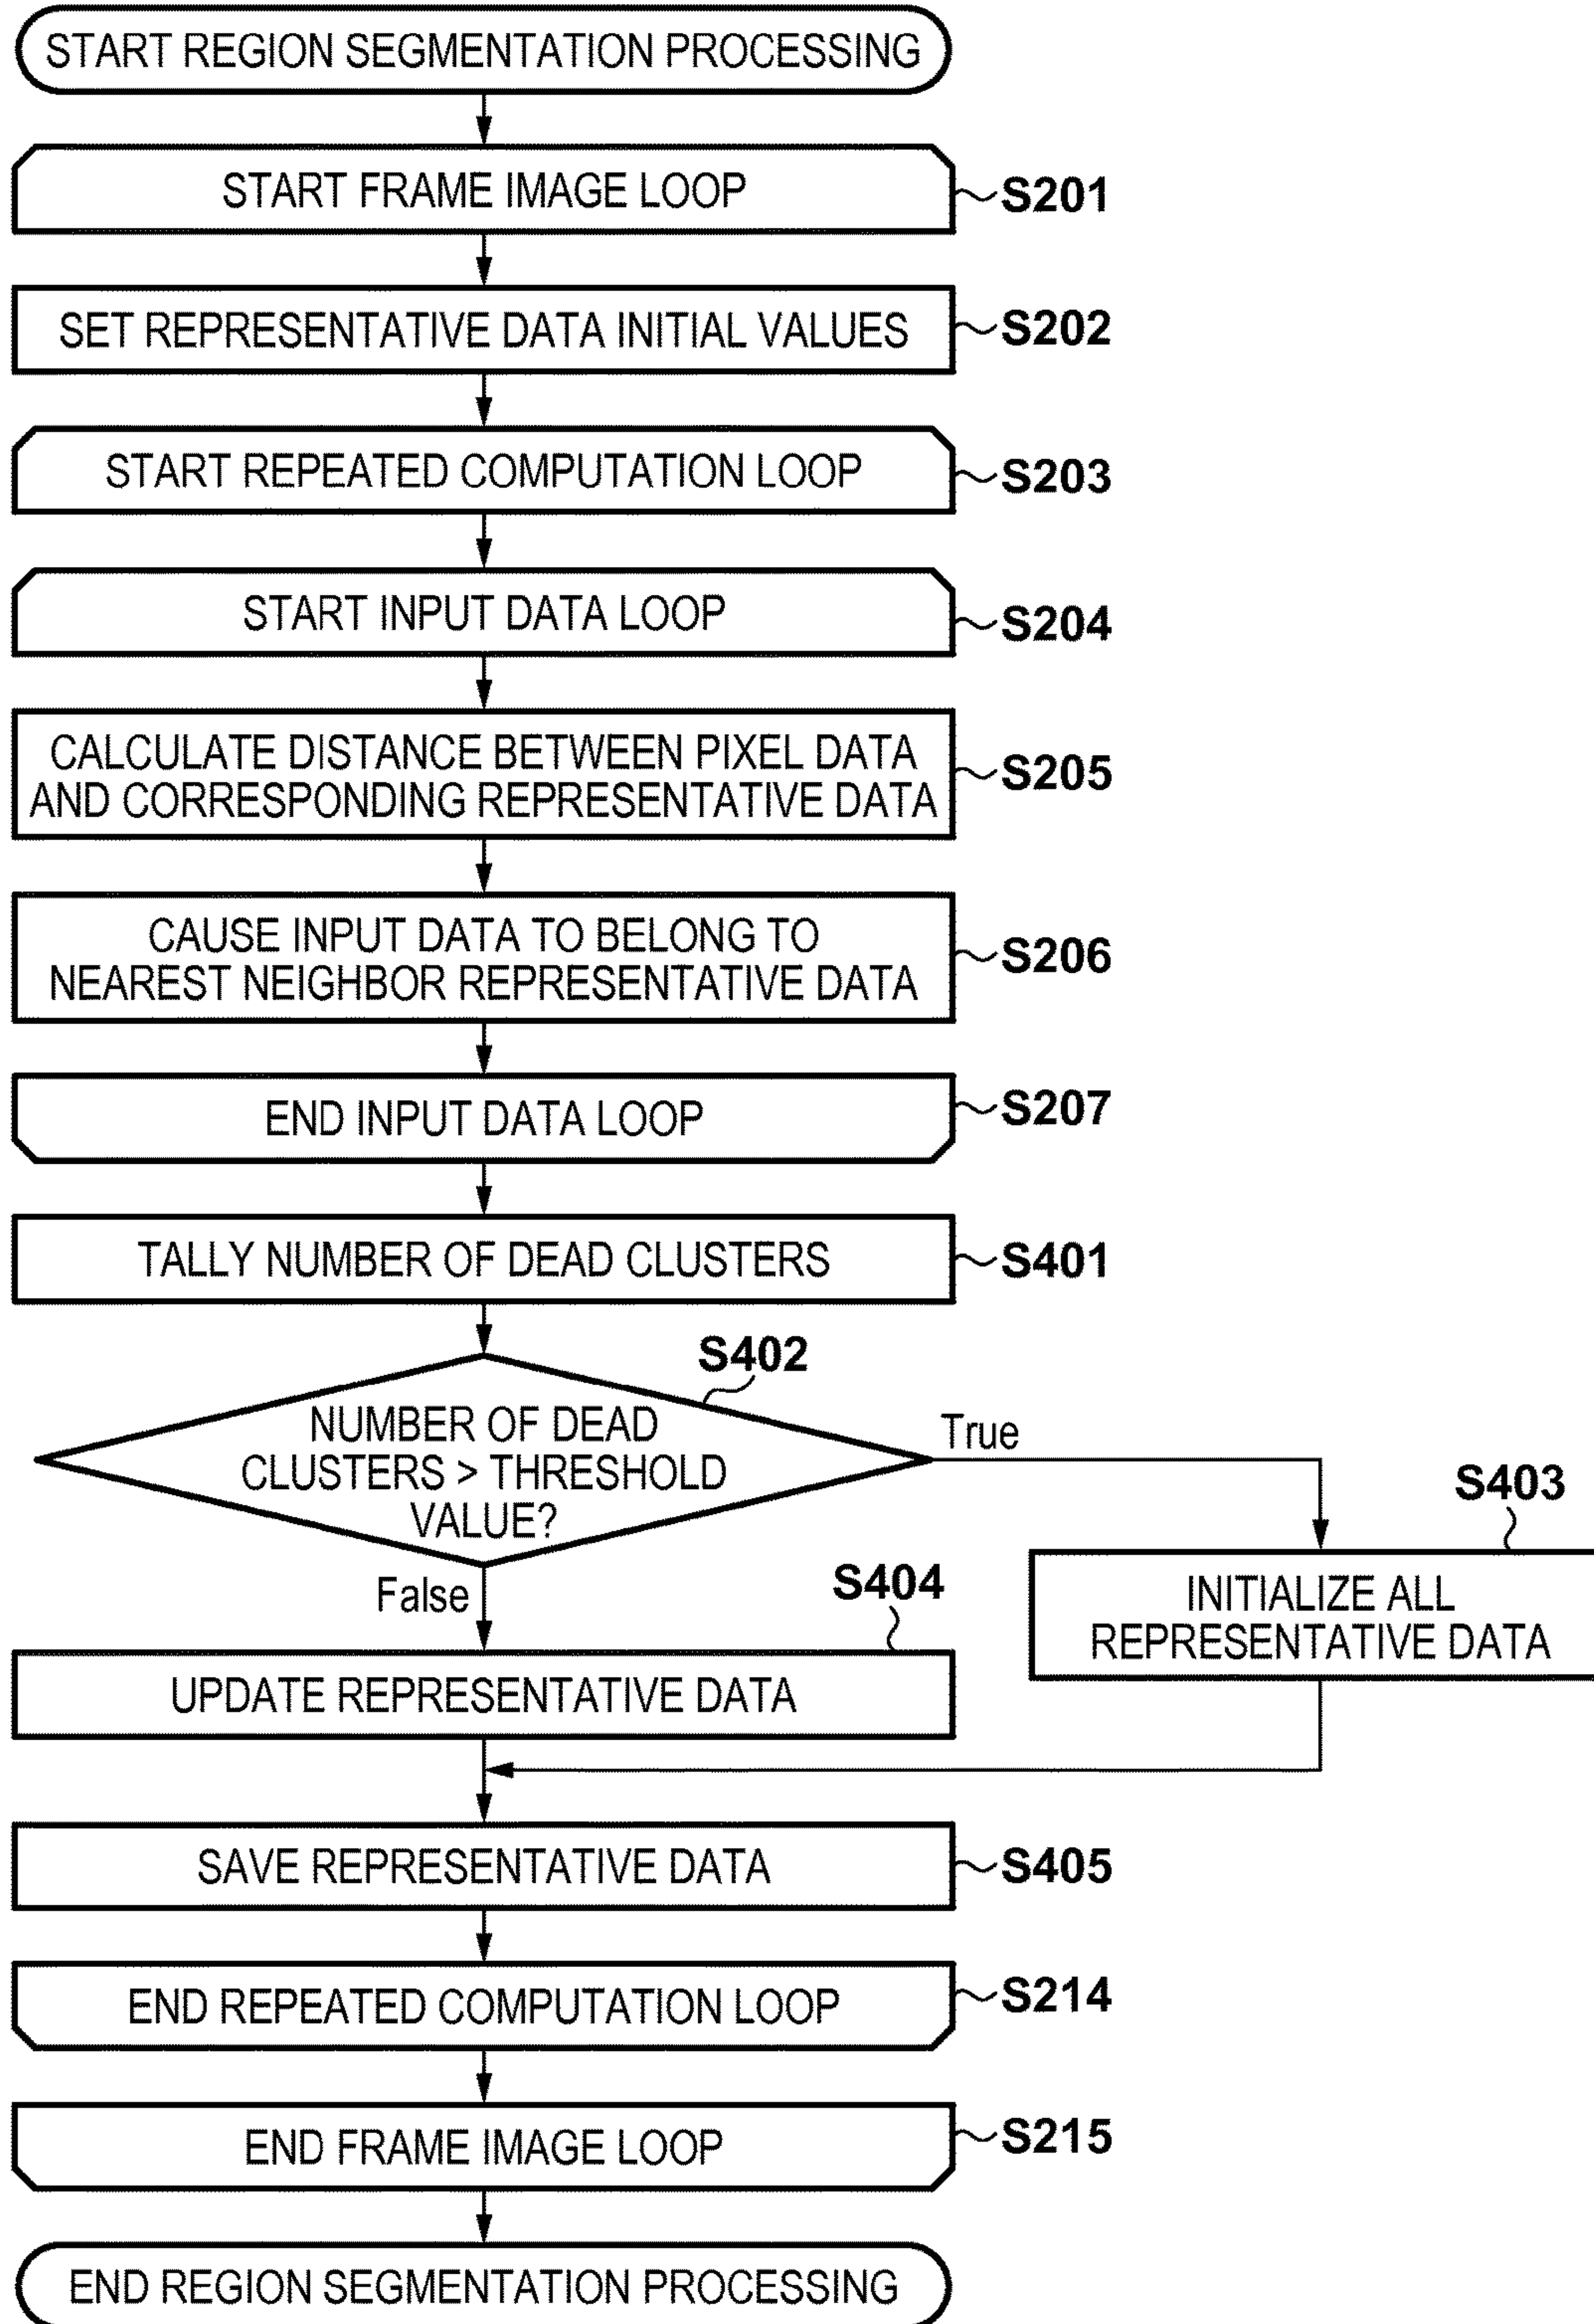 START REGION SEGMENTATION PROCESSING
START FRAME IMAGE LOOP
S201
SET REPRESENTATIVE DATA INITIAL VALUES
S202
START REPEATED COMPUTATION LOOP
S203
START INPUT DATA LOOP
S204
CALCULATE DISTANCE BETWEEN PIXEL DATA
AND CORRESPONDING REPRESENTATIVE DATA
S205
CAUSE INPUT DATA TO BELONG TO
NEAREST NEIGHBOR REPRESENTATIVE DATA
S206
END INPUT DATA LOOP
S207
TALLY NUMBER OF DEAD CLUSTERS
S401
S402
NUMBER OF DEAD
CLUSTERS > THRESHOLD
VALUE?
True
S403
INITIALIZE ALL
REPRESENTATIVE DATA
False
S404
UPDATE REPRESENTATIVE DATA
SAVE REPRESENTATIVE DATA
S405
END REPEATED COMPUTATION LOOP
S214
END FRAME IMAGE LOOP
S215
END REGION SEGMENTATION PROCESSING